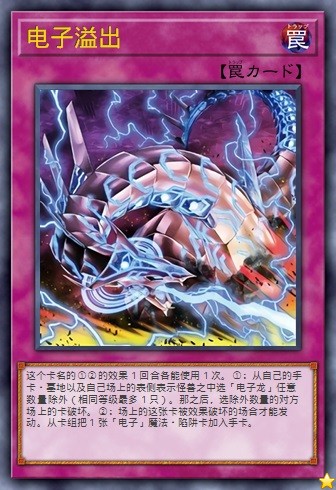 电子溢出
トラップ
罠
【罠カード】
トラップ
这个卡名的①②的效果1回合各能使用1次。①：从自己的手
卡·墓地以及自己场上的表侧表示怪兽之中选「电子龙」任意
数量除外（相同等级最多1只）。那之后，选除外数量的对方
场上的卡破坏。②：场上的这张卡被效果破坏的场合才能发
动。从卡组把1张「电子」魔法·陷阱卡加入手卡。